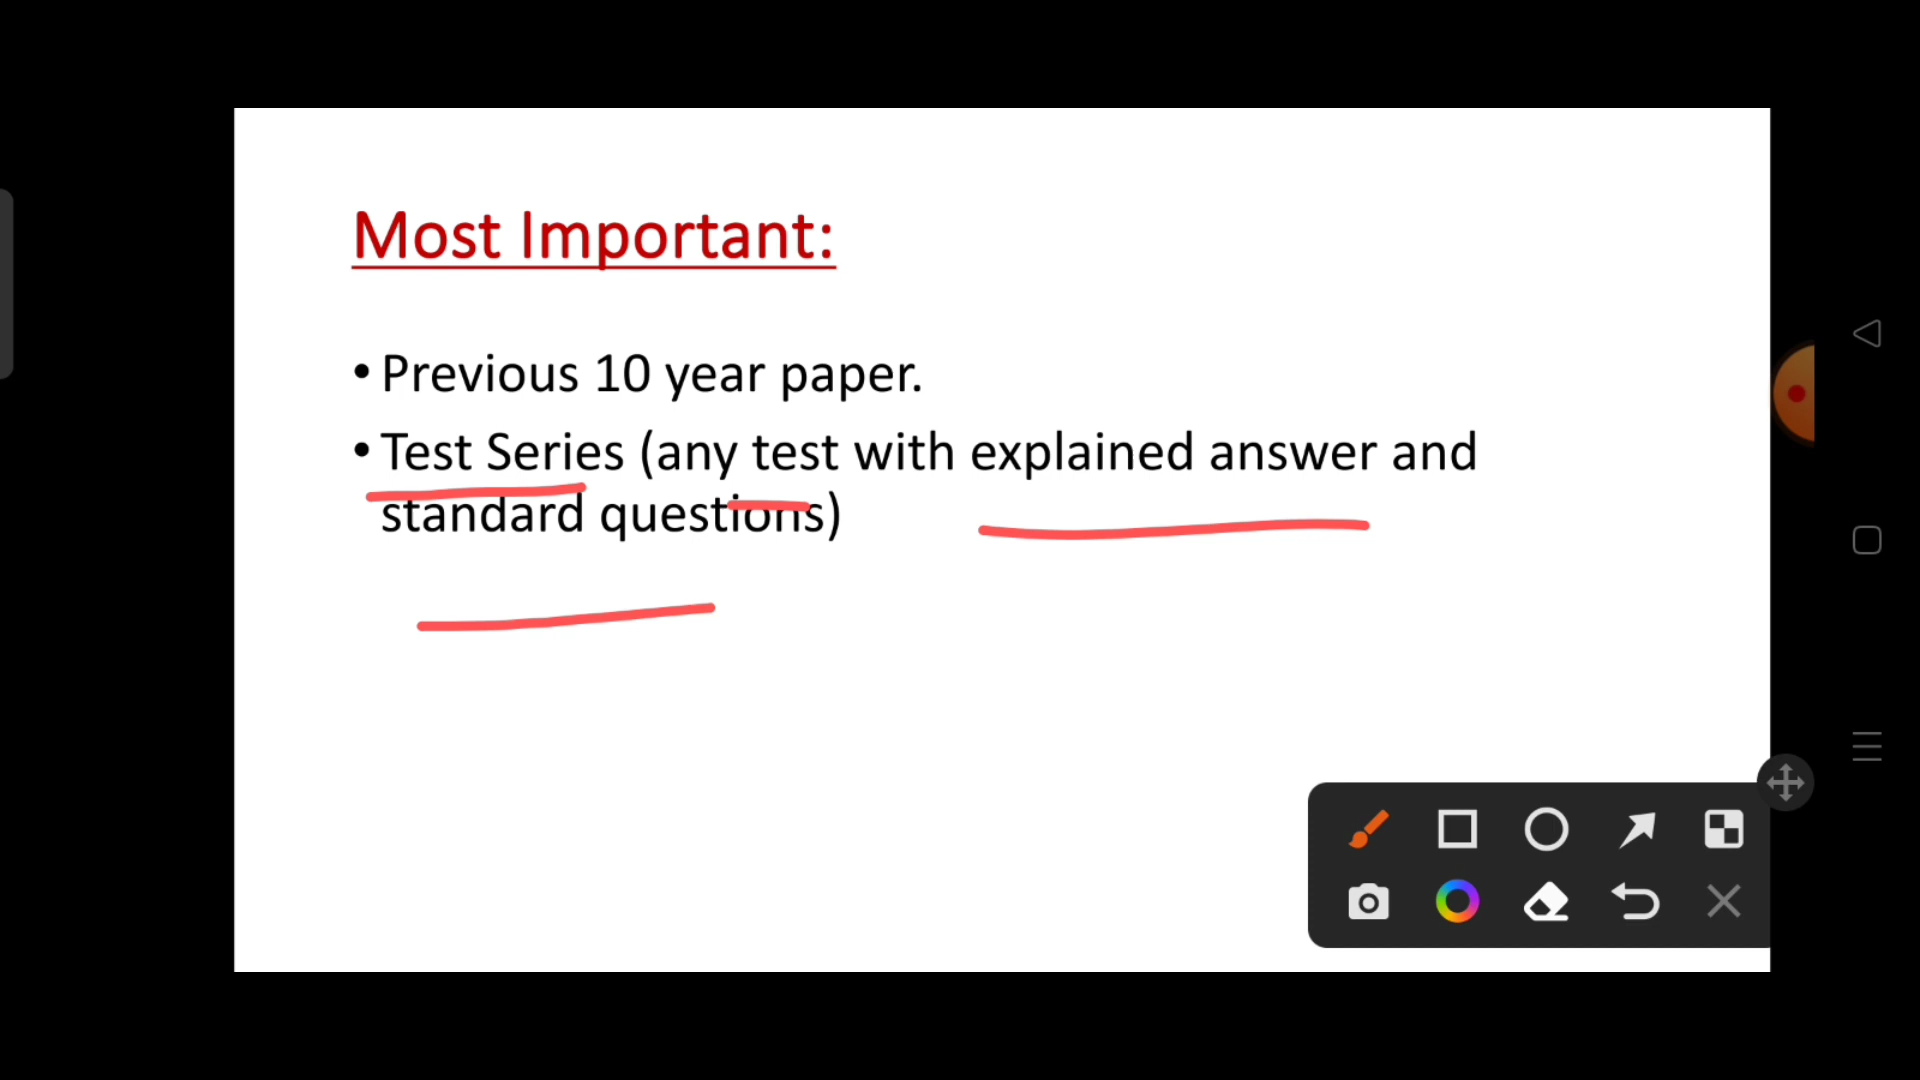 Most Important:
• Previous 10 year paper.
• Test Series (any test with explained answer and
standard questions)